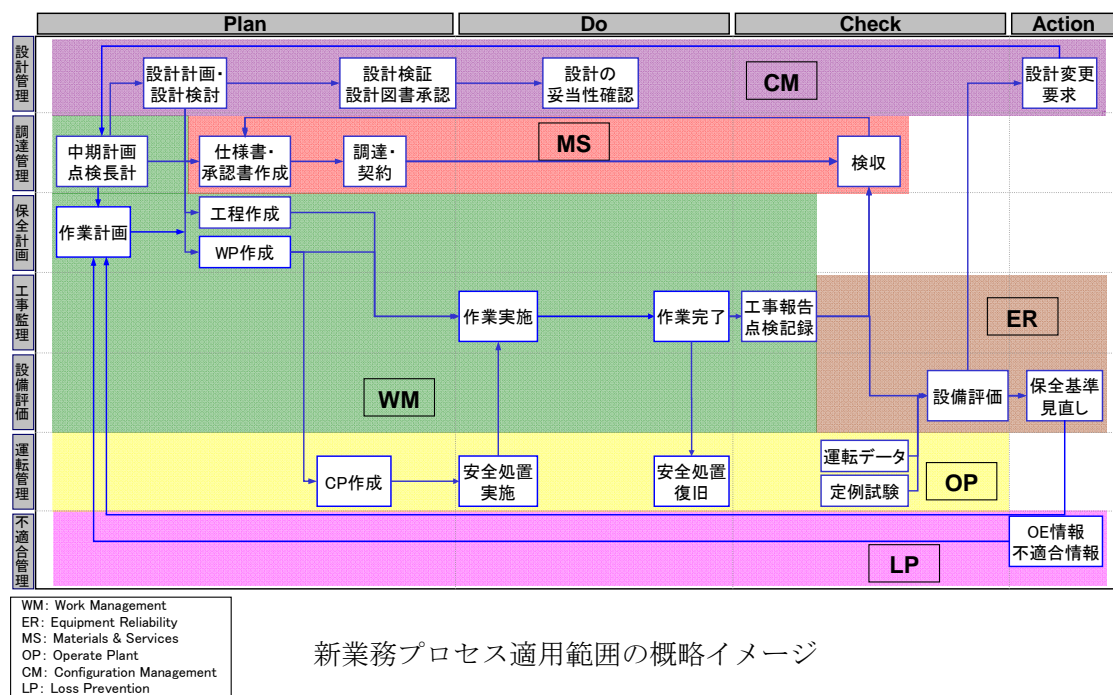 Plan
Do
Check
Action
設計管理
設計計画・
設計検討
設計検証
設計図書承認
設計の
妥当性確認
CM
設計変更
要求
調達管理
中期計画
点検長計
仕様書・
承認書作成
調達・
契約
MS
検収
保全計画
作業計画
工程作成
WP作成
工事監理
作業実施
作業完了
工事報告
点検記録
ER
設備評価
WM
設備評価
保全基準
見直し
運転管理
CP作成
安全処置
実施
安全処置
復旧
運転データ
定例試験
OP
不適合管理
LP
OE情報
不適合情報
WM: Work Management
ER: Equipment Reliability
MS: Materials & Services
OP: Operate Plant
CM: Configuration Management
LP: Loss Prevention
新業務プロセス適用範囲の概略イメージ